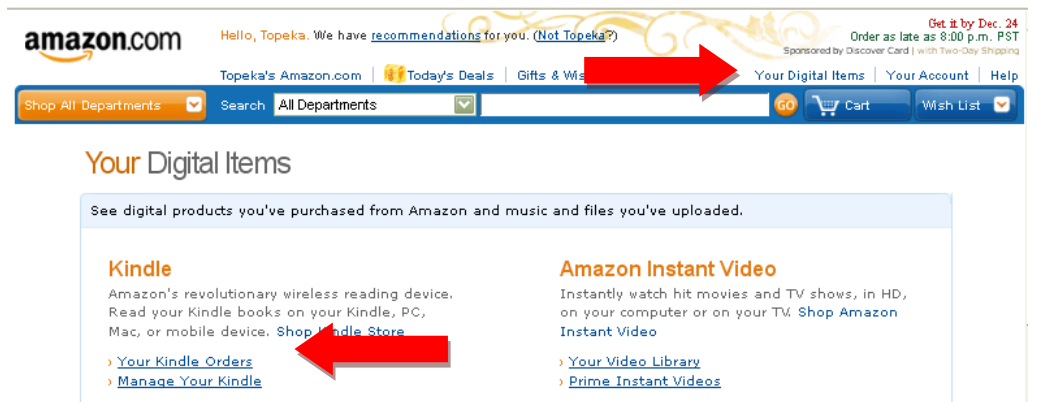 amazon.com
Hello, Topeka. We have recommendations for you. (Not Topeka?)
Get it by Dec. 24
Order as late as 8:00 p.m. PST
Sponsored by Discover Card | with Two-Day Shipping
Topeka's Amazon.com | Today's Deals | Gifts & Wis
Your Digital Items | Your Account | Help
Shop All Departments
Search All Departments GO Cart Wish List
Your Digital Items
See digital products you've purchased from Amazon and music and files you've uploaded.
Kindle
Amazon's revolutionary wireless reading device.
Read your Kindle books on your Kindle, PC,
Mac, or mobile device. Shop Kindle Store
› Your Kindle Orders
› Manage Your Kindle
Amazon Instant Video
Instantly watch hit movies and TV shows, in HD,
on your computer or on your TV. Shop Amazon
Instant Video
› Your Video Library
› Prime Instant Videos